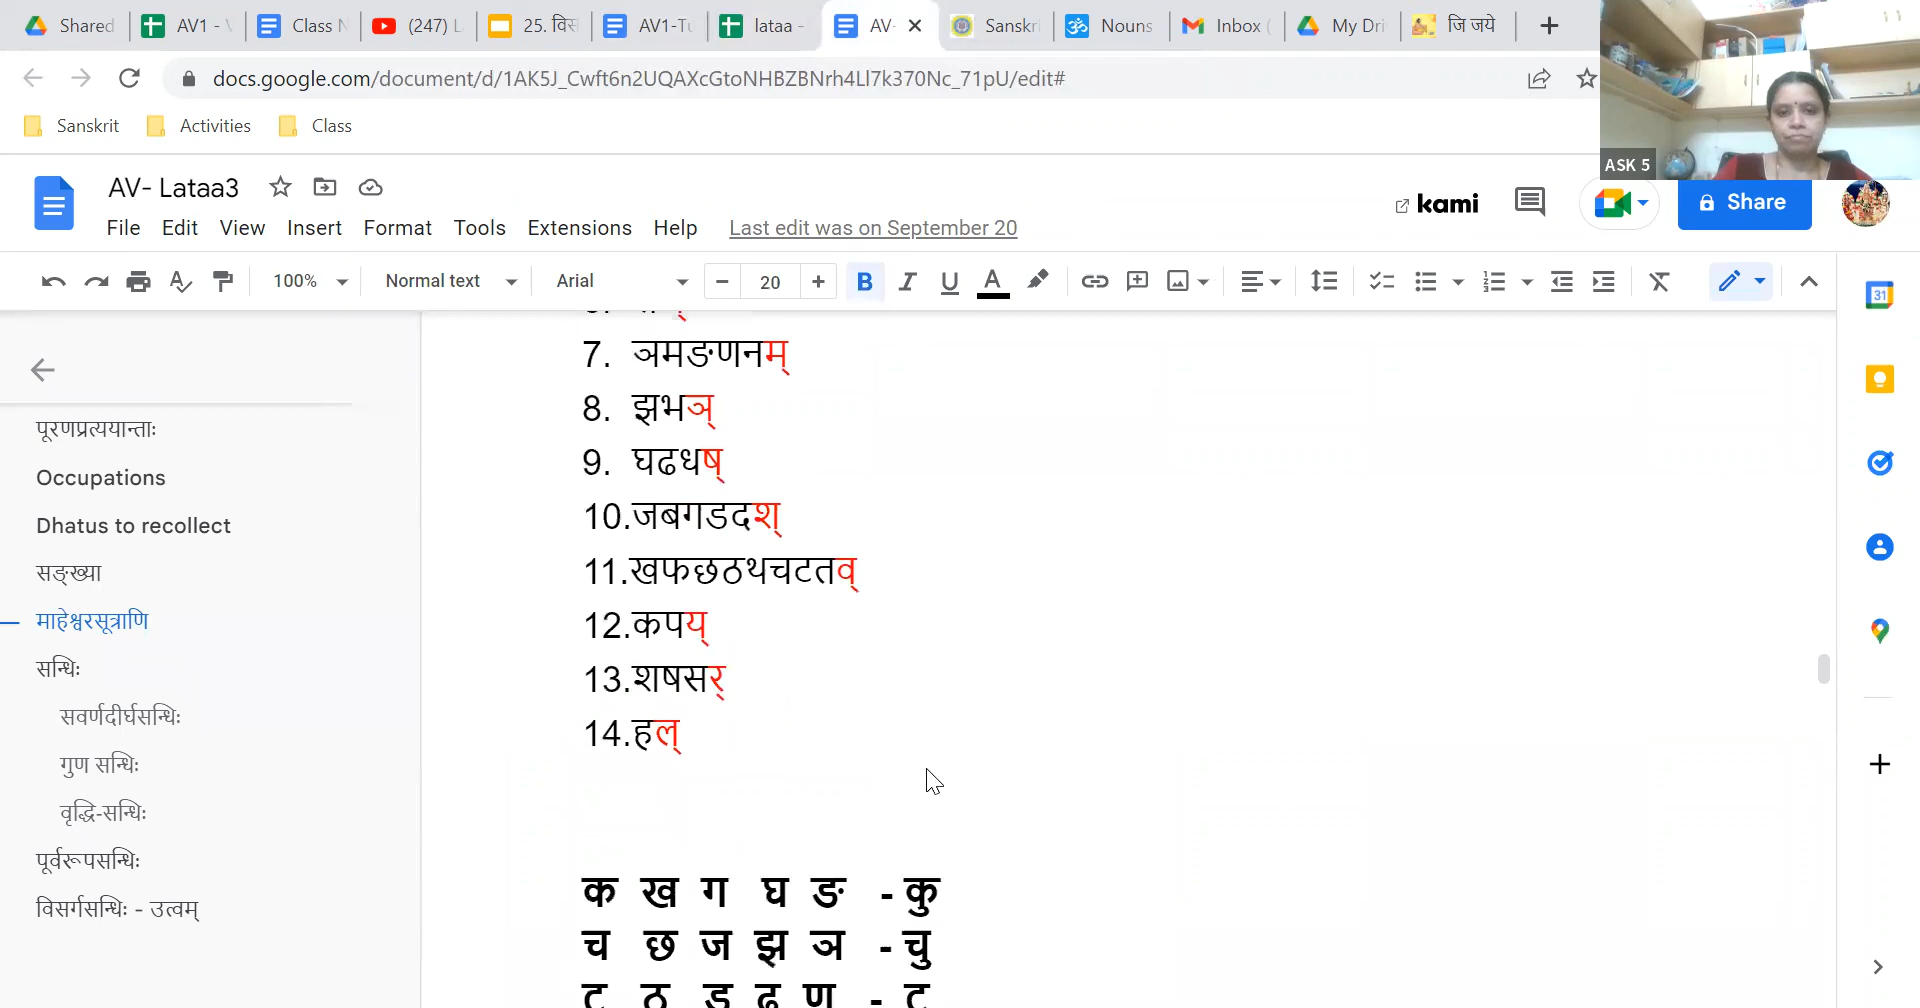 Shared AV1 - Class N (247) L 25. विस AV1-Tu lataa - AV- Sanskri Nouns Inbox ( My Dri जि जये
docs.google.com/document/d/1AK5J_Cwft6n2UQAXcGtoNHBZBNrh4Ll7k370Nc_71pU/edit#
Sanskrit Activities Class
ASK 5
AV- Lataa3
kami
Share
File Edit View Insert Format Tools Extensions Help Last edit was on September 20
100% Normal text Arial 20
31
7. ञमङणनम्
8. झभञ्
9. घढधष्
10.जबगडदश्
11.खफछठथचटतव्
12.कपय्
13.शषसर्
14.हल्
क ख ग घ ङ - कु
च छ ज झ ञ - चु
पूरणप्रत्ययान्ताः
Occupations
Dhatus to recollect
सङ्ख्या
माहेश्वरसूत्राणि
सन्धिः
सवर्णदीर्घसन्धिः
गुण सन्धिः
वृद्धि-सन्धिः
पूर्वरूपसन्धिः
विसर्गसन्धिः - उत्वम्